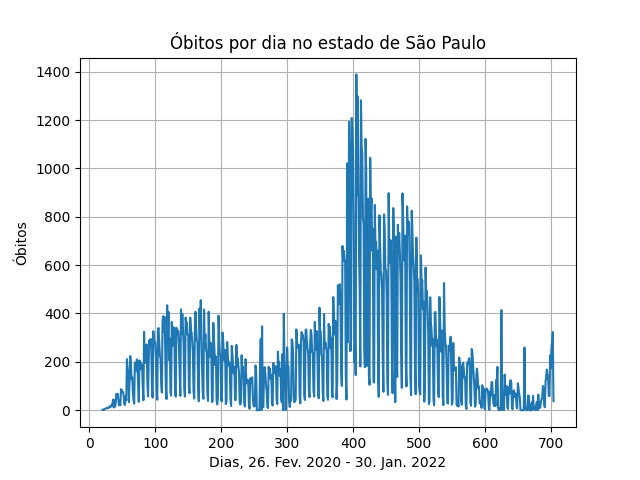 Óbitos por dia no estado de São Paulo
1400
1200
1000
800
600
400
200
0
Óbitos
0 100 200 300 400 500 600 700
Dias, 26. Fev. 2020 - 30. Jan. 2022